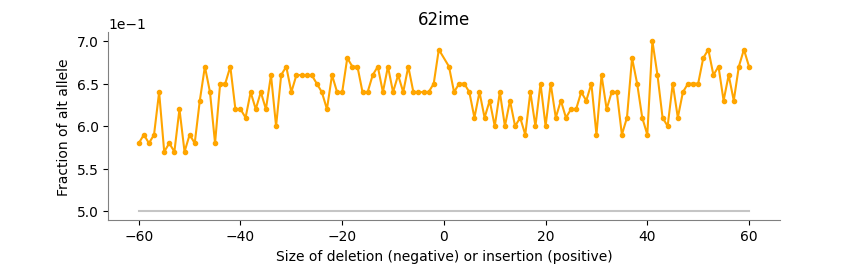 62ime
1e−1
7.0
6.5
6.0
5.5
5.0
Fraction of alt allele
−60 −40 −20 0 20 40 60
Size of deletion (negative) or insertion (positive)